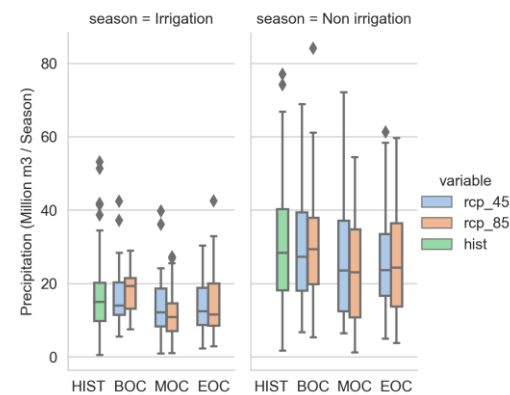 season = Irrigation
season = Non irrigation
Precipitation (Million m3 / Season)
80
60
40
20
0
HIST BOC MOC EOC
HIST BOC MOC EOC
variable
rcp_45
rcp_85
hist